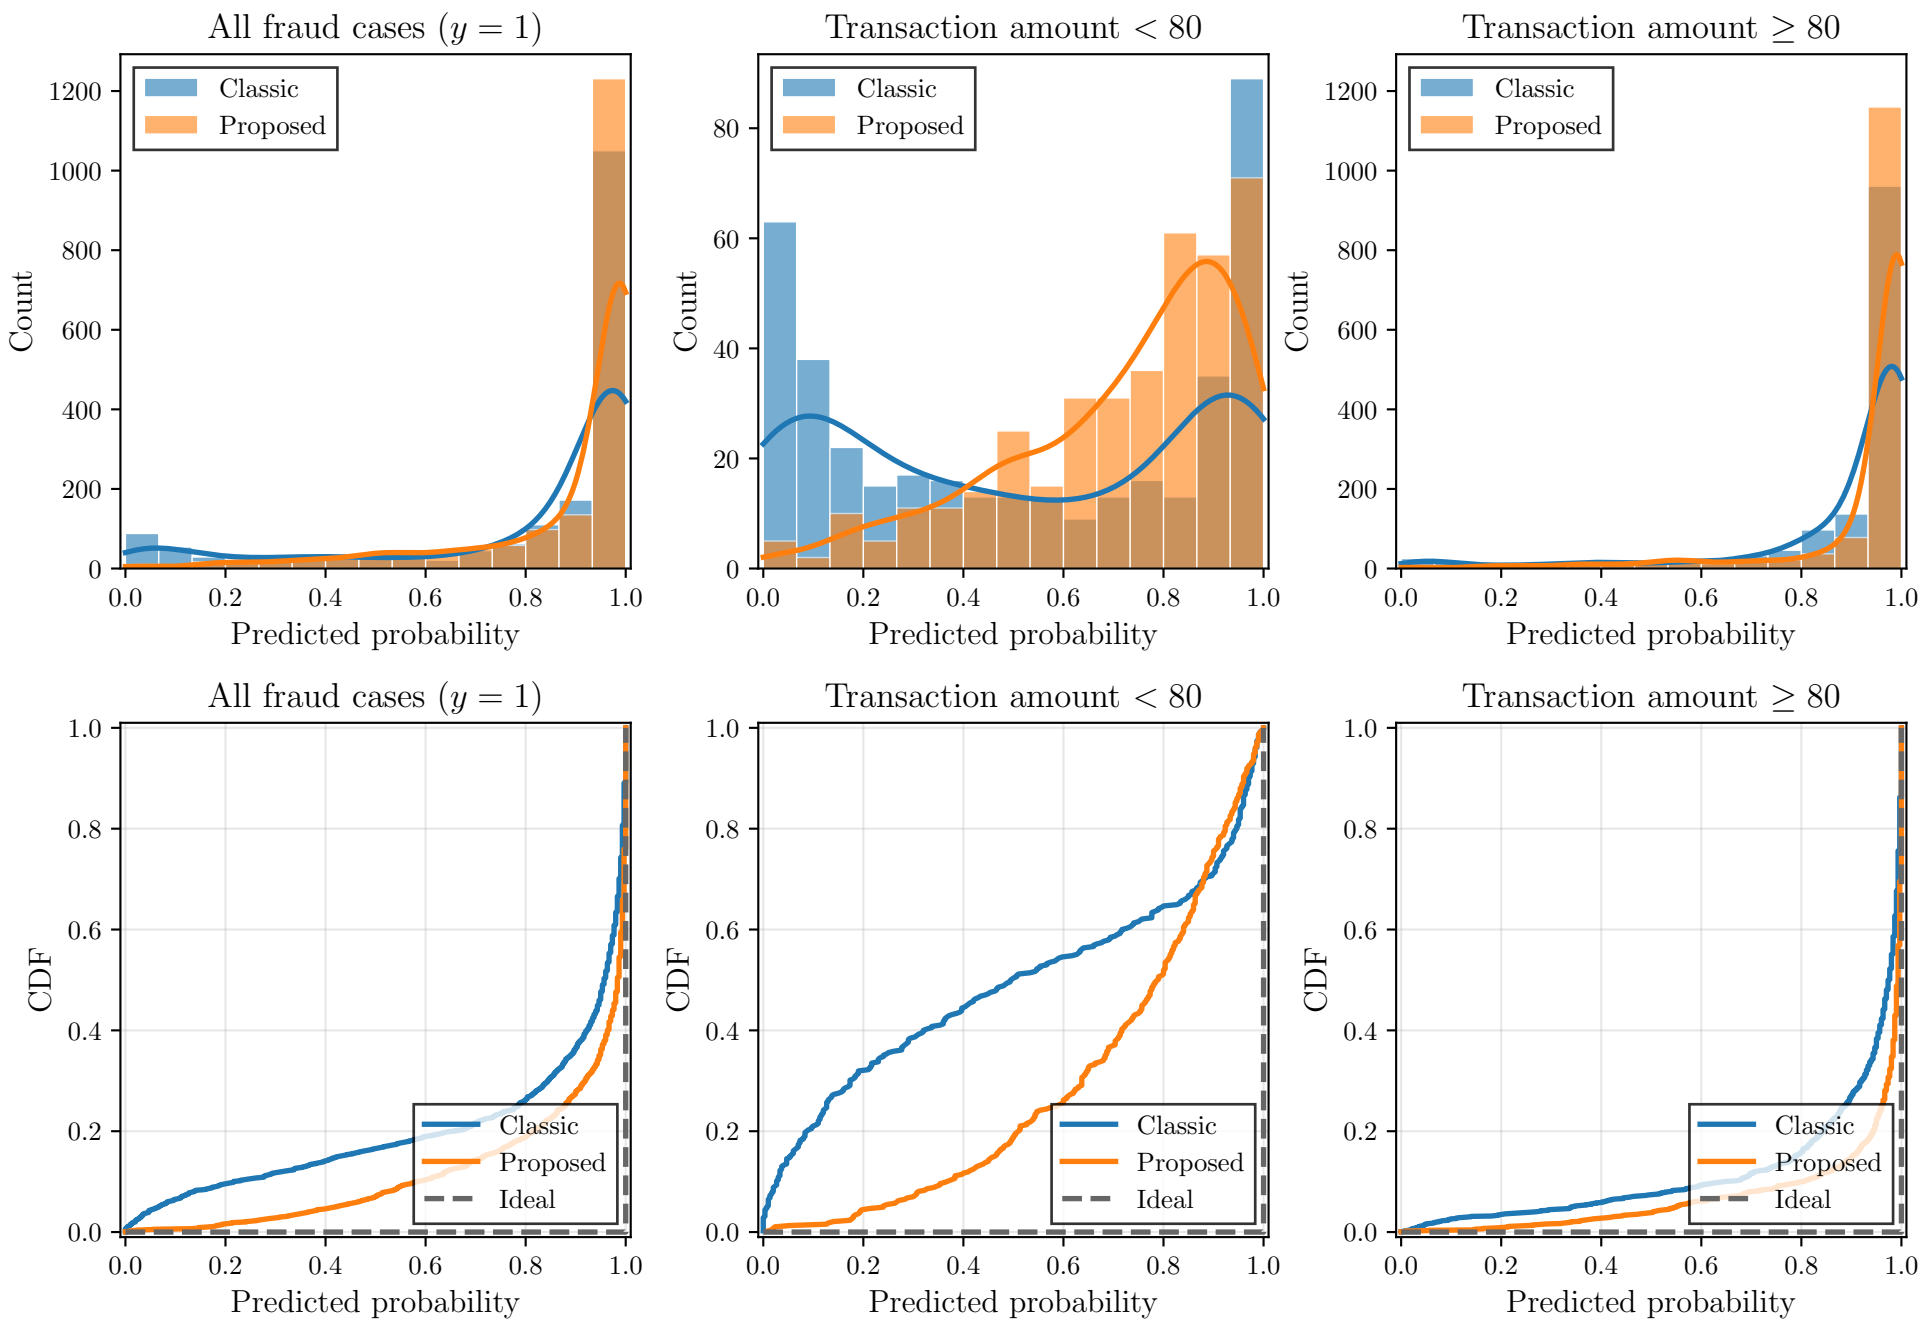 All fraud cases (y = 1)
Classic
Proposed
Count
0
200
400
600
800
1000
1200
0.0 0.2 0.4 0.6 0.8 1.0
Predicted probability
Transaction amount < 80
Classic
Proposed
Count
0
20
40
60
80
0.0 0.2 0.4 0.6 0.8 1.0
Predicted probability
Transaction amount ≥ 80
Classic
Proposed
Count
0
200
400
600
800
1000
1200
0.0 0.2 0.4 0.6 0.8 1.0
Predicted probability
All fraud cases (y = 1)
CDF
0.0
0.2
0.4
0.6
0.8
1.0
Classic
Proposed
Ideal
0.0 0.2 0.4 0.6 0.8 1.0
Predicted probability
Transaction amount < 80
CDF
0.0
0.2
0.4
0.6
0.8
1.0
Classic
Proposed
Ideal
0.0 0.2 0.4 0.6 0.8 1.0
Predicted probability
Transaction amount ≥ 80
CDF
0.0
0.2
0.4
0.6
0.8
1.0
Classic
Proposed
Ideal
0.0 0.2 0.4 0.6 0.8 1.0
Predicted probability